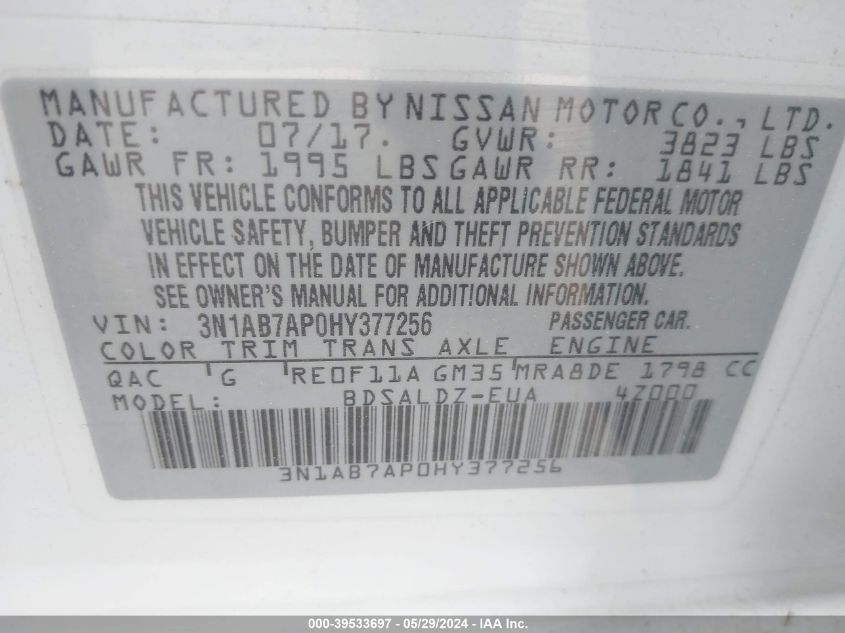 MANUFACTURED BY NISSAN MOTOR CO., LTD.
DATE: 07/17. GVWR: 3823 LBS
GAWR FR: 1995 LBS GAWR RR: 1841 LBS
THIS VEHICLE CONFORMS TO ALL APPLICABLE FEDERAL MOTOR
VEHICLE SAFETY, BUMPER AND THEFT PREVENTION STANDARDS
IN EFFECT ON THE DATE OF MANUFACTURE SHOWN ABOVE.
SEE OWNER'S MANUAL FOR ADDITIONAL INFORMATION.
VIN: 3N1AB7AP0HY377256 PASSENGER CAR.
COLOR TRIM TRANS AXLE ENGINE
QAC G RE0F11A GM35 MRA8DE 1798 CC
MODEL: BDSALDZ-EUA 4Z000
3N1AB7AP0HY377256
000-39533697 - 05/29/2024 - IAA Inc.